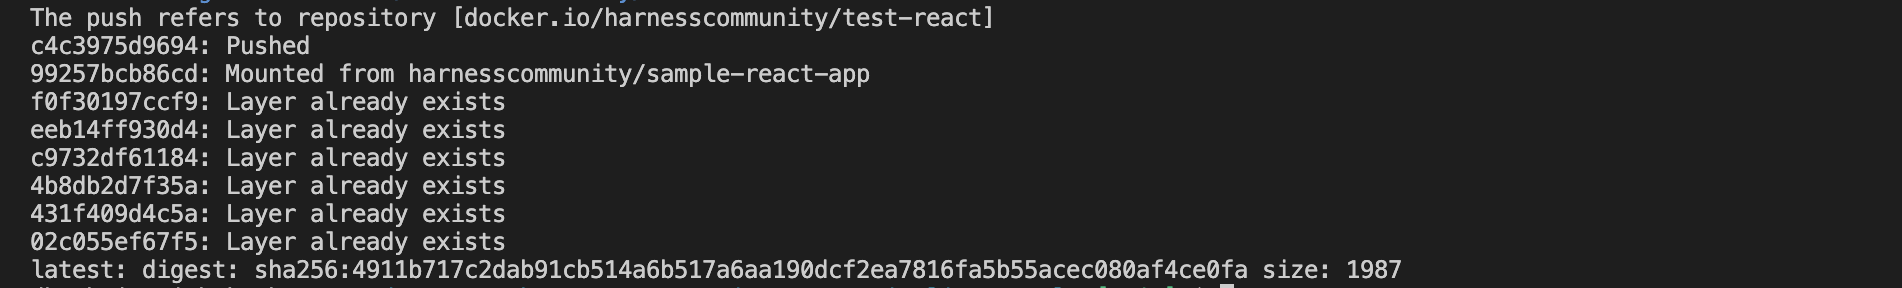 The push refers to repository [docker.io/harnesscommunity/test-react]
c4c3975d9694: Pushed
99257bcb86cd: Mounted from harnesscommunity/sample-react-app
f0f30197ccf9: Layer already exists
eeb14ff930d4: Layer already exists
c9732df61184: Layer already exists
4b8db2d7f35a: Layer already exists
431f409d4c5a: Layer already exists
02c055ef67f5: Layer already exists
latest: digest: sha256:4911b717c2dab91cb514a6b517a6aa190dcf2ea7816fa5b55acec080af4ce0fa size: 1987